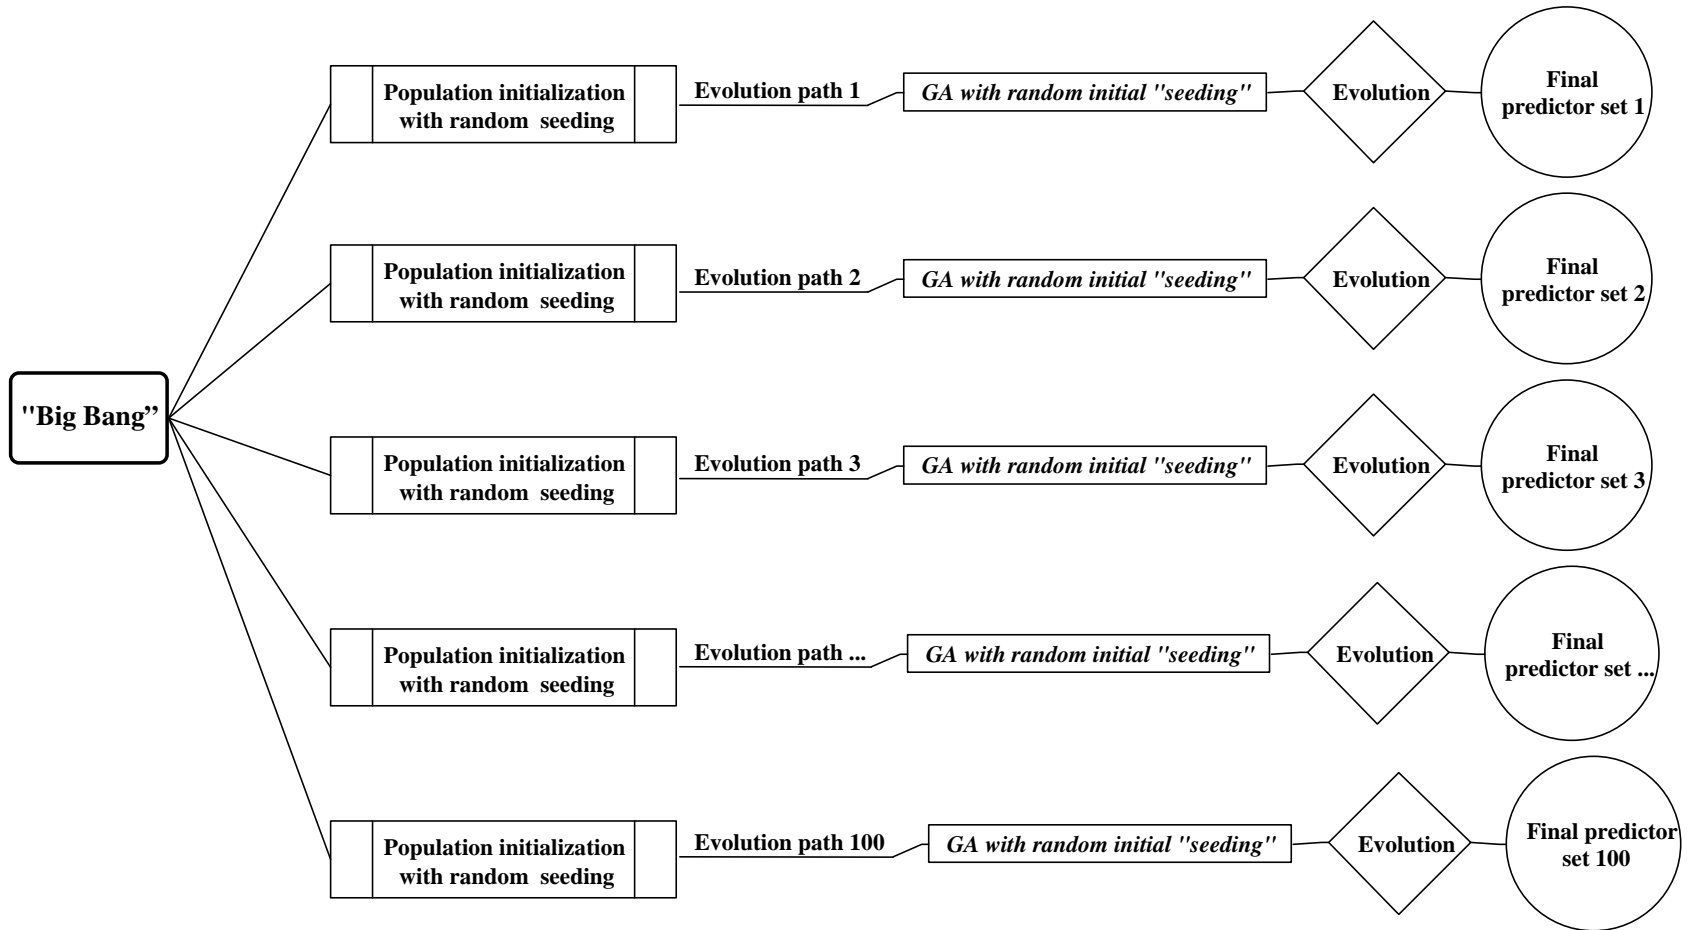 Population initialization
with random  seeding
Evolution path 1
GA with random initial "seeding"
Evolution
Final
predictor set 1
Population initialization
with random  seeding
Evolution path 2
GA with random initial "seeding"
Evolution
Final
predictor set 2
"Big Bang”
Population initialization
with random  seeding
Evolution path 3
GA with random initial "seeding"
Evolution
Final
predictor set 3
Population initialization
with random  seeding
Evolution path ...
GA with random initial "seeding"
Evolution
Final
predictor set ...
Population initialization
with random  seeding
Evolution path 100
GA with random initial "seeding"
Evolution
Final predictor
set 100